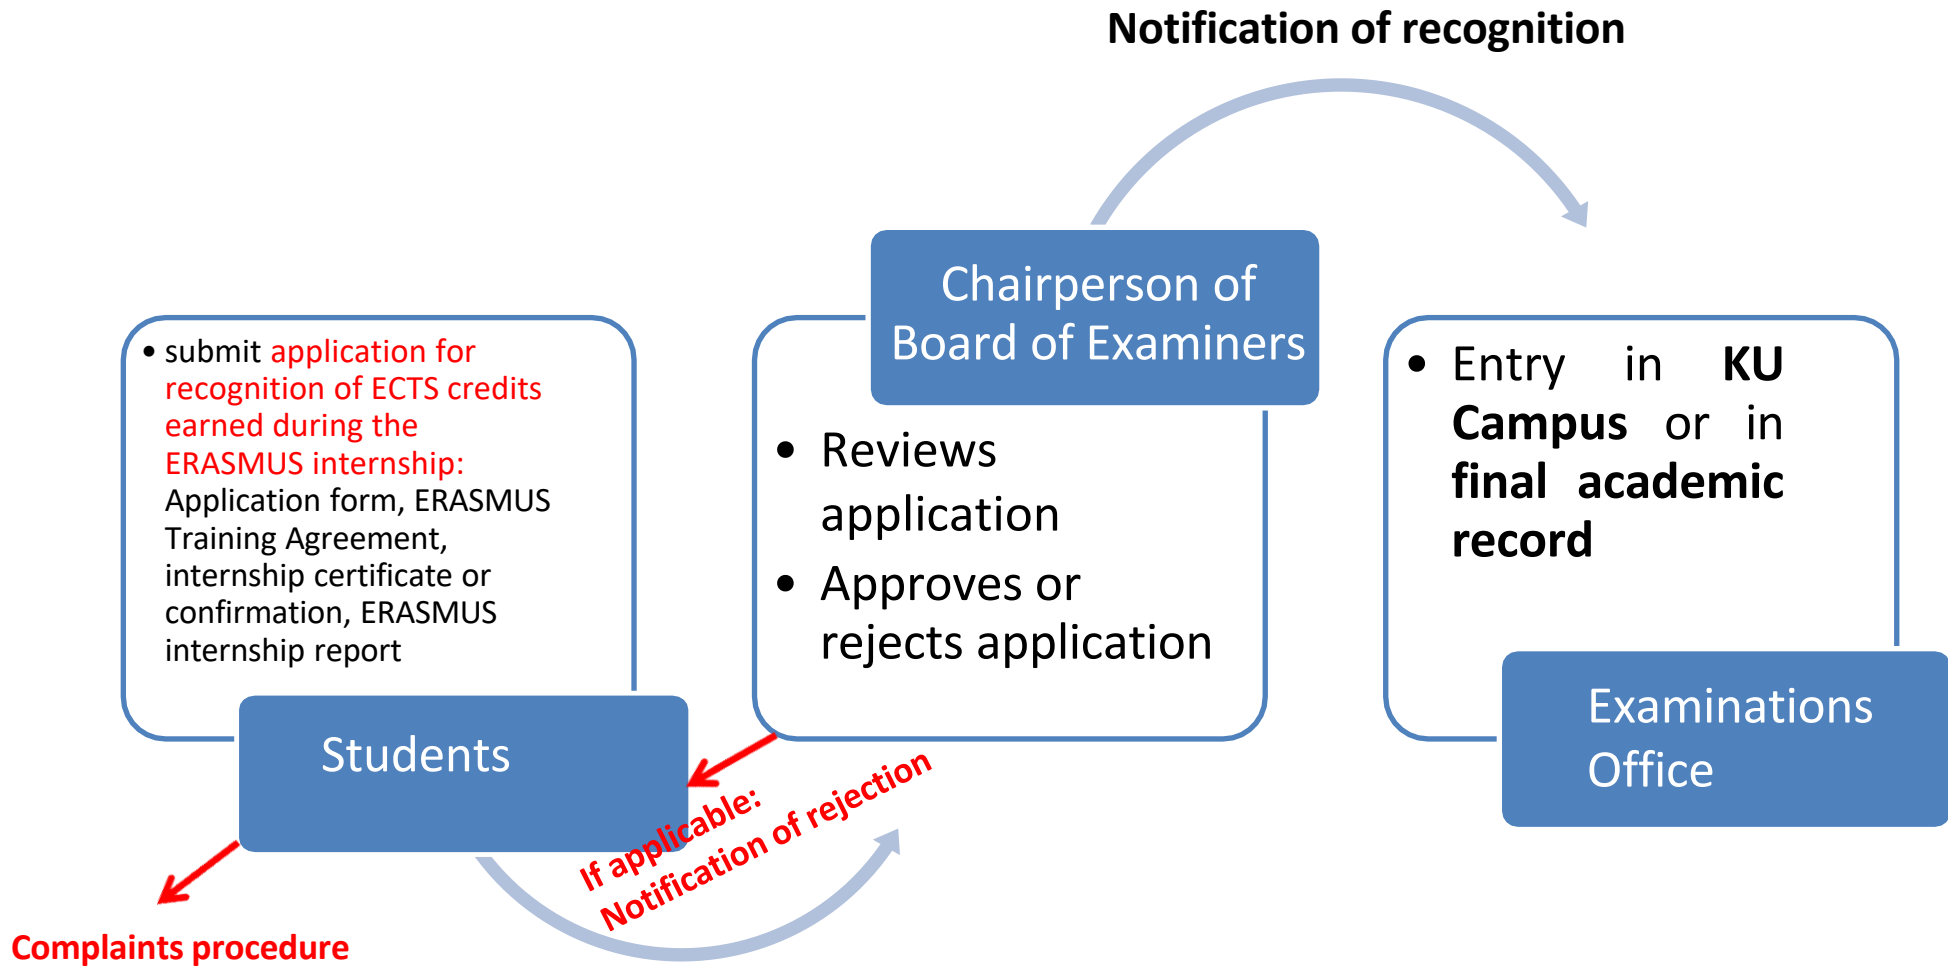 Notification of recognition
• submit application for
recognition of ECTS credits
earned during the
ERASMUS internship:
Application form, ERASMUS
Training Agreement,
internship certificate or
confirmation, ERASMUS
internship report
Students
Chairperson of
Board of Examiners
• Reviews
application
• Approves or
rejects application
• Entry in KU
Campus or in
final academic
record
Examinations
Office
If applicable:
Notification of rejection
Complaints procedure